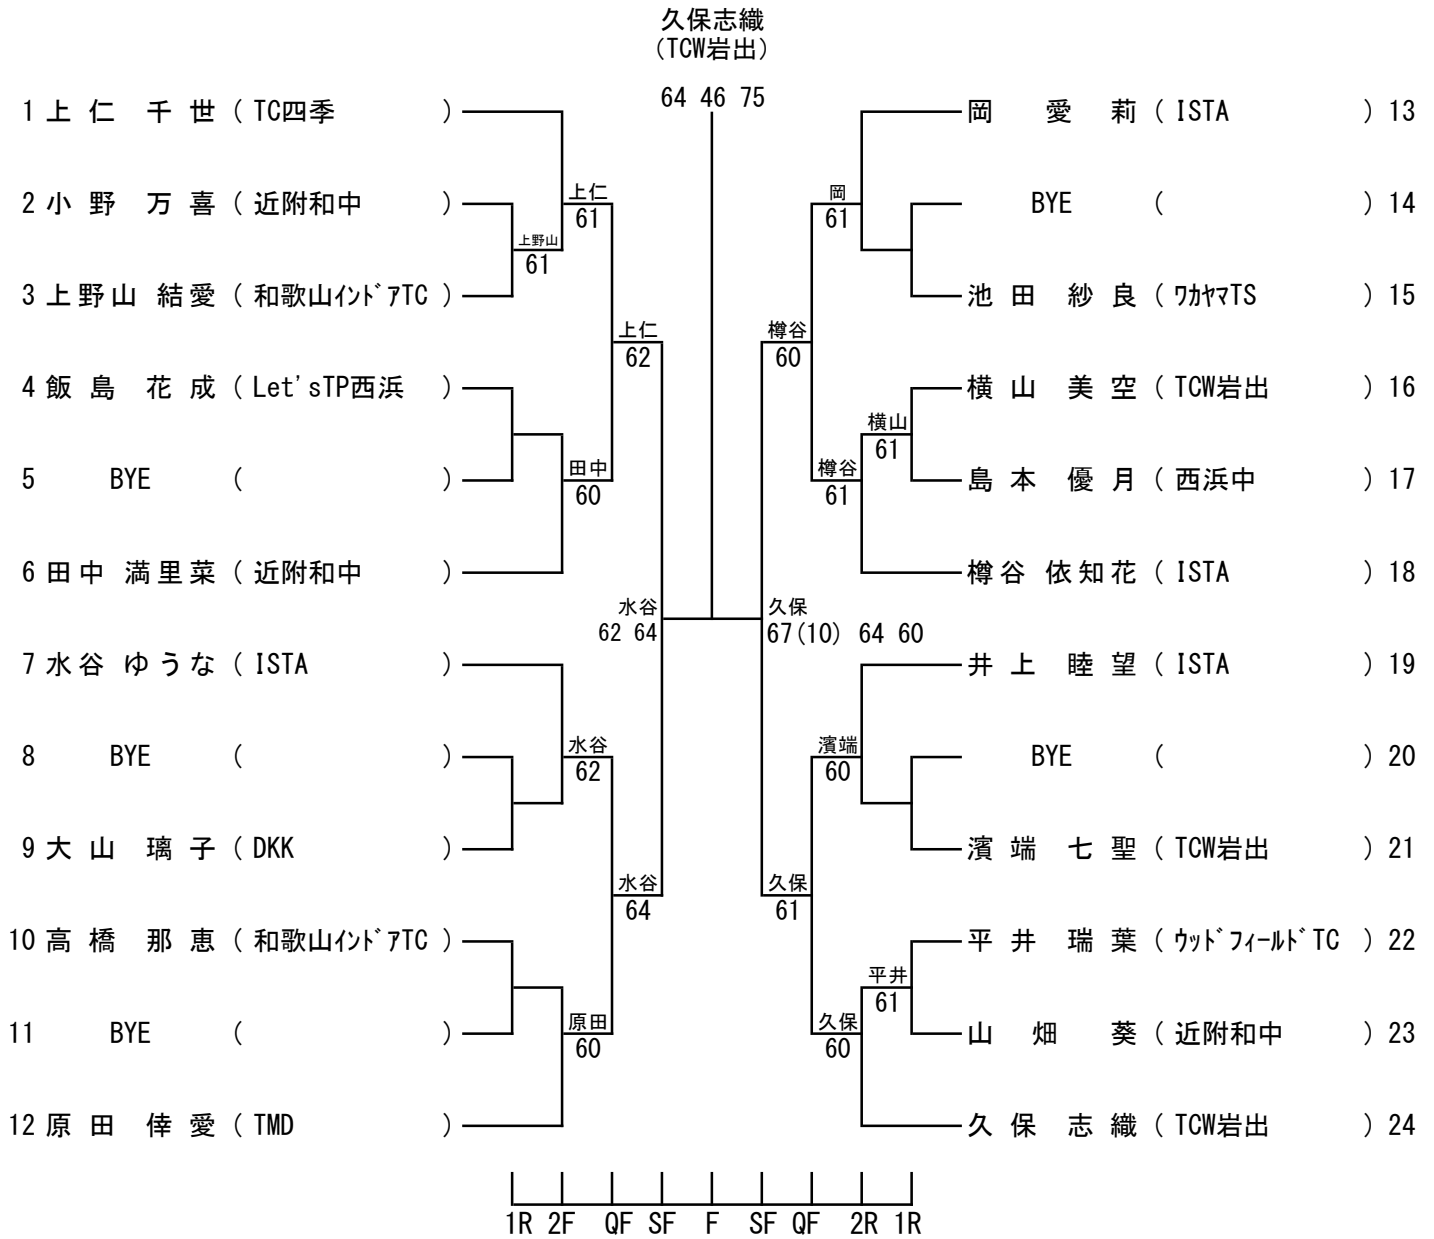 久保志織
（TCW岩出）
64 46 75
1 上 仁 千 世 （ TC四季 ）
2 小 野 万 喜 （ 近附和中 ）
3 上野山 結愛 （ 和歌山インドアTC ）
4 飯 島 花 成 （ Let'sTP西浜 ）
5 BYE （ ）
6 田中 満里菜 （ 近附和中 ）
7 水谷 ゆうな （ ISTA ）
8 BYE （ ）
9 大 山 璃 子 （ DKK ）
10 高 橋 那 恵 （ 和歌山インドアTC ）
11 BYE （ ）
12 原 田 倖 愛 （ TMD ）
上野山
61
上仁
61
田中
60
水谷
62
原田
60
上仁
62
水谷
64
水谷
62 64
久保
67(10) 64 60
樽谷
60
久保
61
岡
61
樽谷
61
濱端
60
久保
60
横山
61
平井
61
岡 愛 莉 （ ISTA ） 13
BYE （ ） 14
池 田 紗 良 （ ワカヤマTS ） 15
横 山 美 空 （ TCW岩出 ） 16
島 本 優 月 （ 西浜中 ） 17
樽谷 依知花 （ ISTA ） 18
井 上 睦 望 （ ISTA ） 19
BYE （ ） 20
濱 端 七 聖 （ TCW岩出 ） 21
平 井 瑞 葉 （ ウッドフィールドTC ） 22
山 畑 葵 （ 近附和中 ） 23
久 保 志 織 （ TCW岩出 ） 24
1R 2F QF SF F SF QF 2R 1R